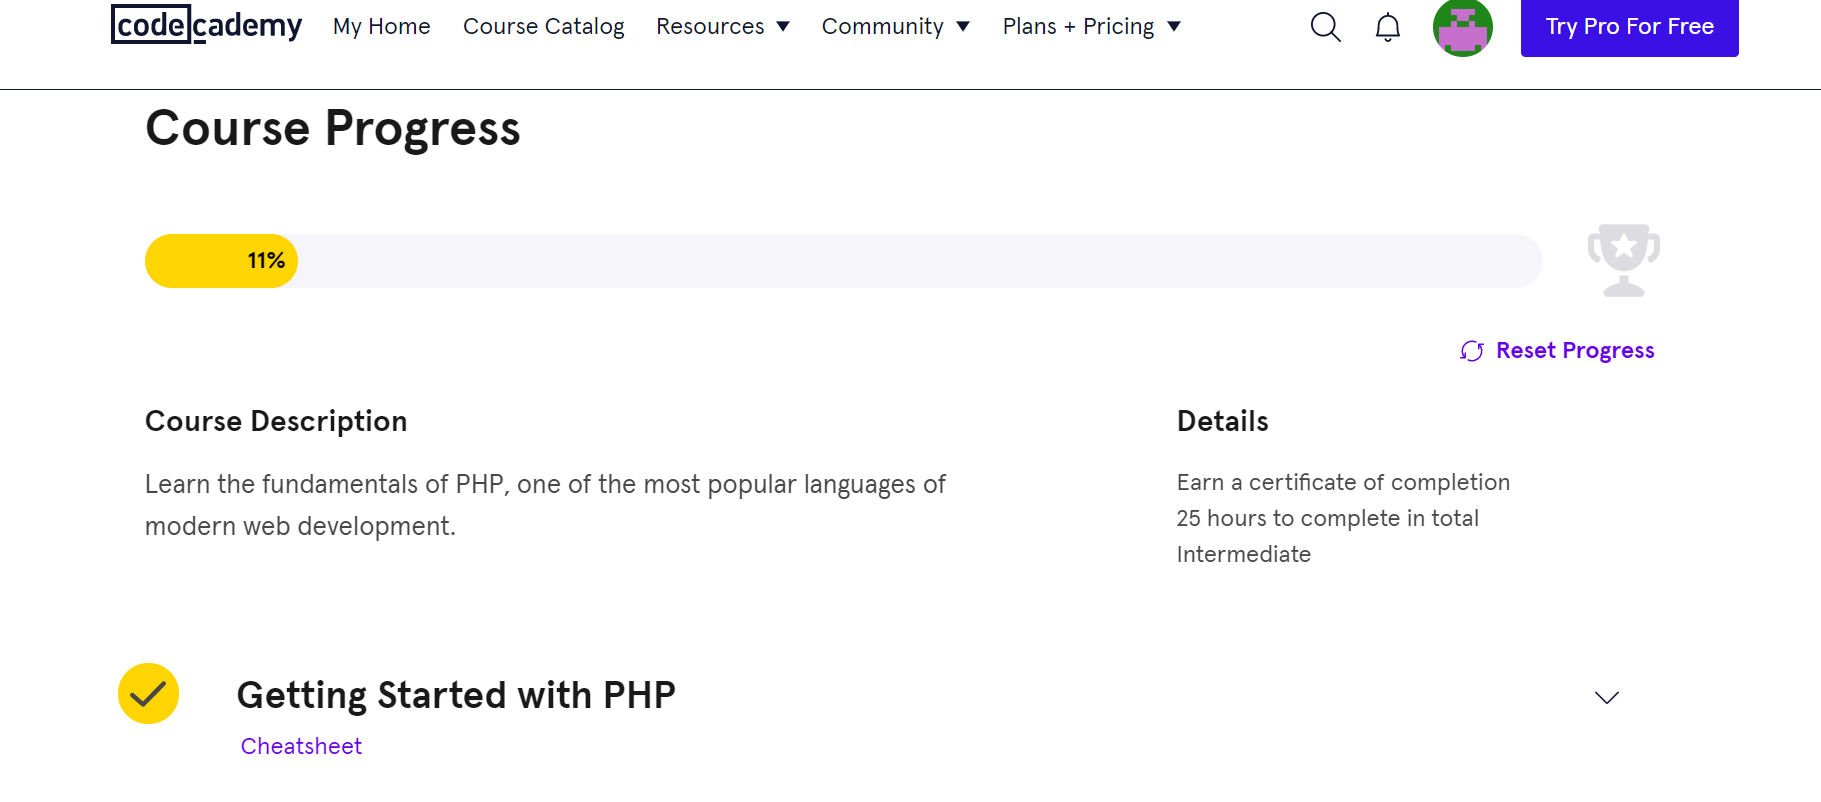 codecademy My Home Course Catalog Resources Community Plans + Pricing Try Pro For Free
Course Progress
11%
Reset Progress
Course Description
Learn the fundamentals of PHP, one of the most popular languages of
modern web development.
Details
Earn a certificate of completion
25 hours to complete in total
Intermediate
Getting Started with PHP
Cheatsheet